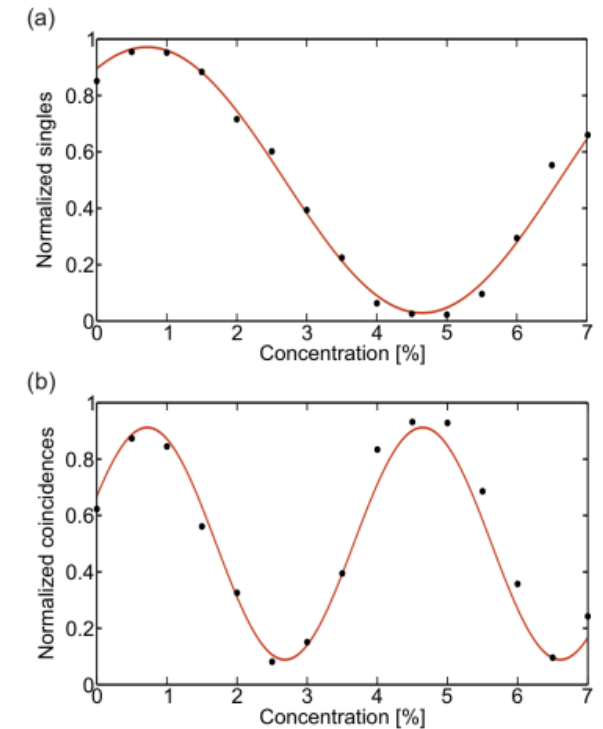 (a)
1
0.8
0.6
0.4
0.2
0
Normalized singles
0 1 2 3 4 5 6 7
Concentration [%]
(b)
1
0.8
0.6
0.4
0.2
0
Normalized coincidences
0 1 2 3 4 5 6 7
Concentration [%]